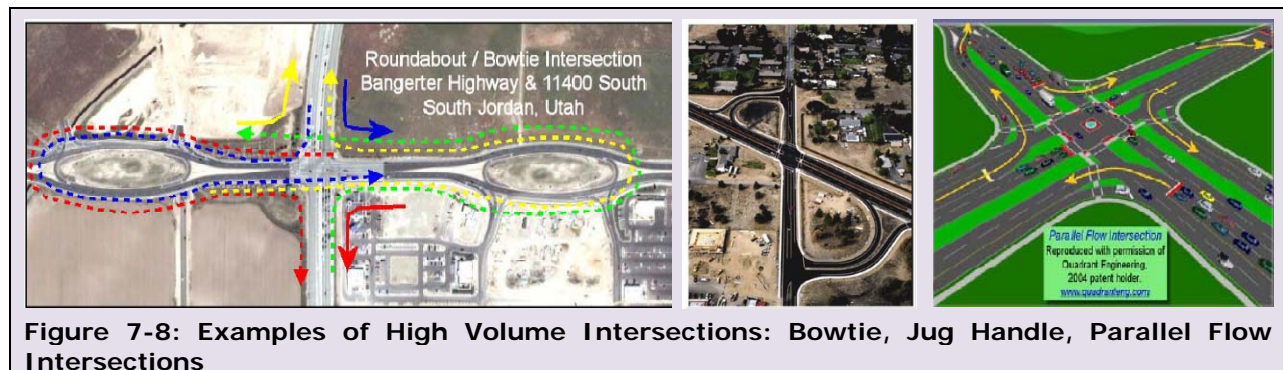 Roundabout / Bowtie Intersection
Bangerter Highway & 11400 South
South Jordan, Utah
Parallel Flow Intersection
Reproduced with permission of
Quadrant Engineering,
2004 patent holder.
www.quadranteng.com
Figure 7-8: Examples of High Volume Intersections: Bowtie, Jug Handle, Parallel Flow
Intersections